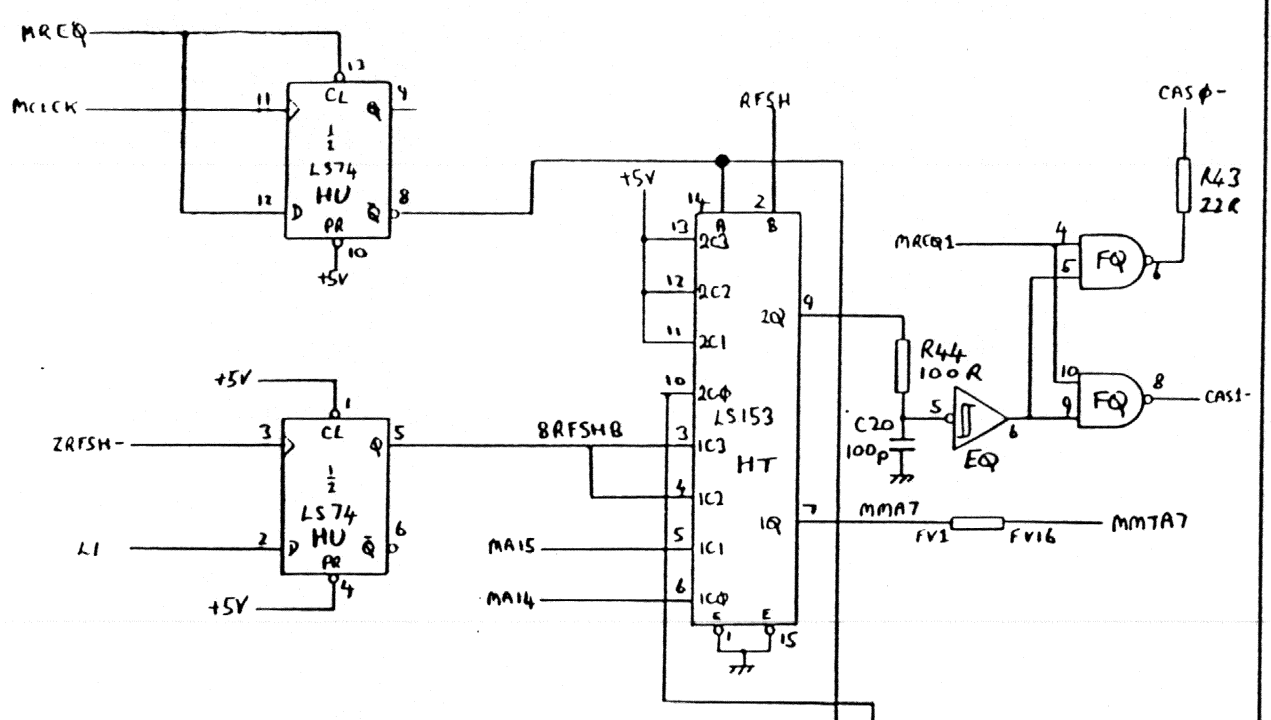 MREQ
13
CL
MCLCK
11
Q
9
1/2
LS74
HU
12
D
Q̅
8
PR
10
+5V
RFSH
CASØ-
+5V
14
2
A
B
R43
22R
13
2C3
12
2C2
11
2C1
10
2CØ
2Q
9
MREQ1
4
5
FQ
6
R44
100R
LS153
HT
C20
100p
5
6
EQ
10
9
FQ
8
CAS1-
+5V
1
CL
ZRFSH-
3
Q
5
8RFSHB
3
1C3
1/2
4
1C2
LS74
HU
L1
2
D
Q̅
6
PR
4
+5V
MA15
5
1C1
MA14
6
1CØ
1Q
7
MMA7
FV1
FV16
MMTA7
E
E
1
15